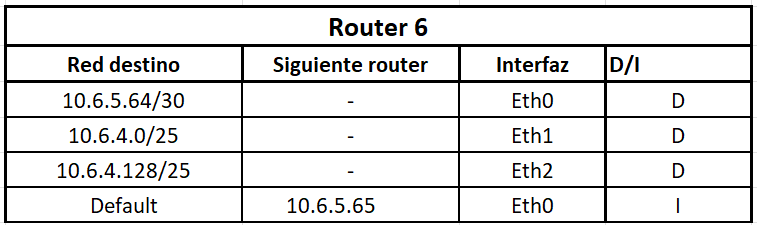 Router 6
Red destino Siguiente router Interfaz D/I
10.6.5.64/30 - Eth0 D
10.6.4.0/25 - Eth1 D
10.6.4.128/25 - Eth2 D
Default 10.6.5.65 Eth0 I